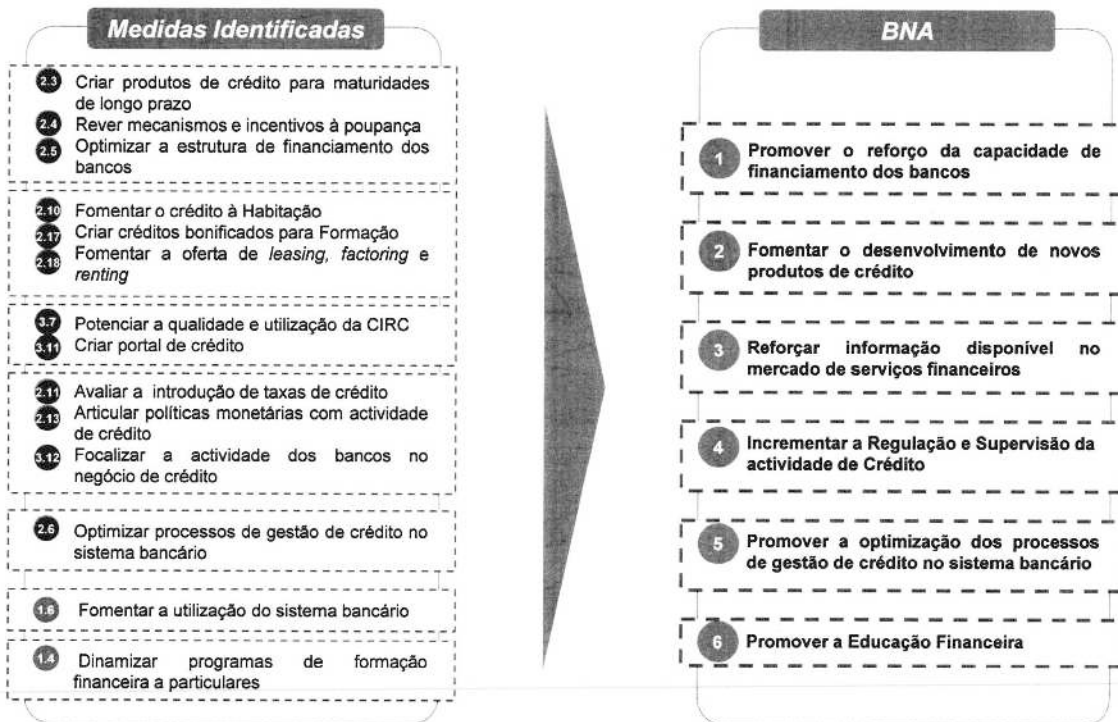 Medidas Identificadas
2.3 Criar produtos de crédito para maturidades
de longo prazo
2.4 Rever mecanismos e incentivos à poupança
2.5 Optimizar a estrutura de financiamento dos
bancos
2.10 Fomentar o crédito à Habitação
2.17 Criar créditos bonificados para Formação
2.18 Fomentar a oferta de leasing, factoring e
renting
3.7 Potenciar a qualidade e utilização da CIRC
3.11 Criar portal de crédito
2.11 Avaliar a introdução de taxas de crédito
2.13 Articular políticas monetárias com actividade
de crédito
3.12 Focalizar a actividade dos bancos no
negócio de crédito
2.6 Optimizar processos de gestão de crédito no
sistema bancário
1.6 Fomentar a utilização do sistema bancário
1.4 Dinamizar programas de formação
financeira a particulares
BNA
1 Promover o reforço da capacidade de
financiamento dos bancos
2 Fomentar o desenvolvimento de novos
produtos de crédito
3 Reforçar informação disponível no
mercado de serviços financeiros
4 Incrementar a Regulação e Supervisão da
actividade de Crédito
5 Promover a optimização dos processos
de gestão de crédito no sistema bancário
6 Promover a Educação Financeira